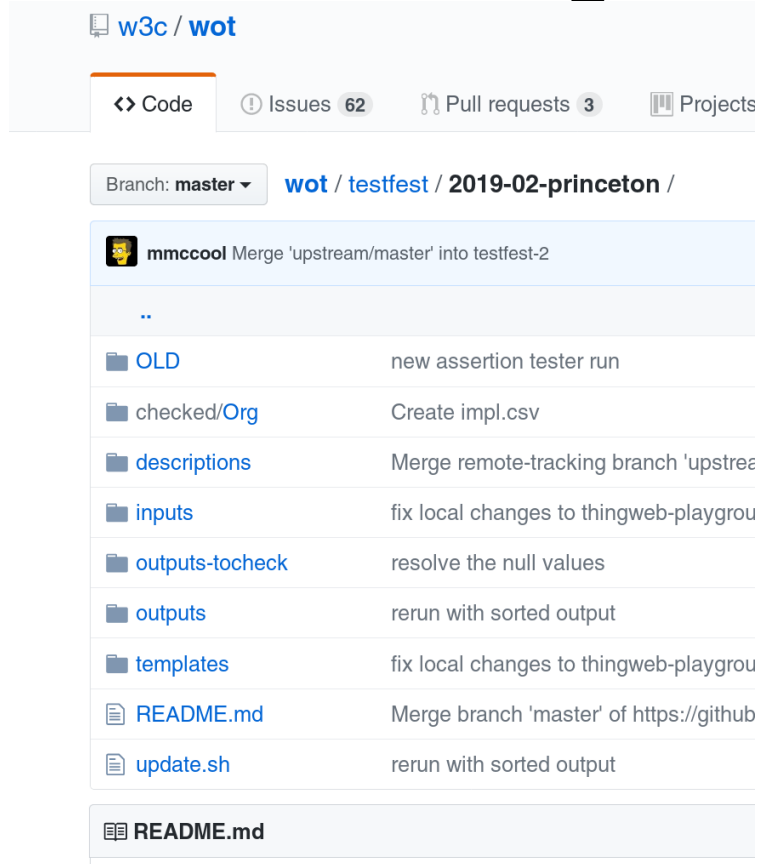 w3c / wot
Code Issues 62 Pull requests 3 Projects
Branch: master wot / testfest / 2019-02-princeton /
mmccool Merge 'upstream/master' into testfest-2
..
OLD new assertion tester run
checked/Org Create impl.csv
descriptions Merge remote-tracking branch 'upstrea
inputs fix local changes to thingweb-playgrou
outputs-tocheck resolve the null values
outputs rerun with sorted output
templates fix local changes to thingweb-playgrou
README.md Merge branch 'master' of https://github
update.sh rerun with sorted output
README.md